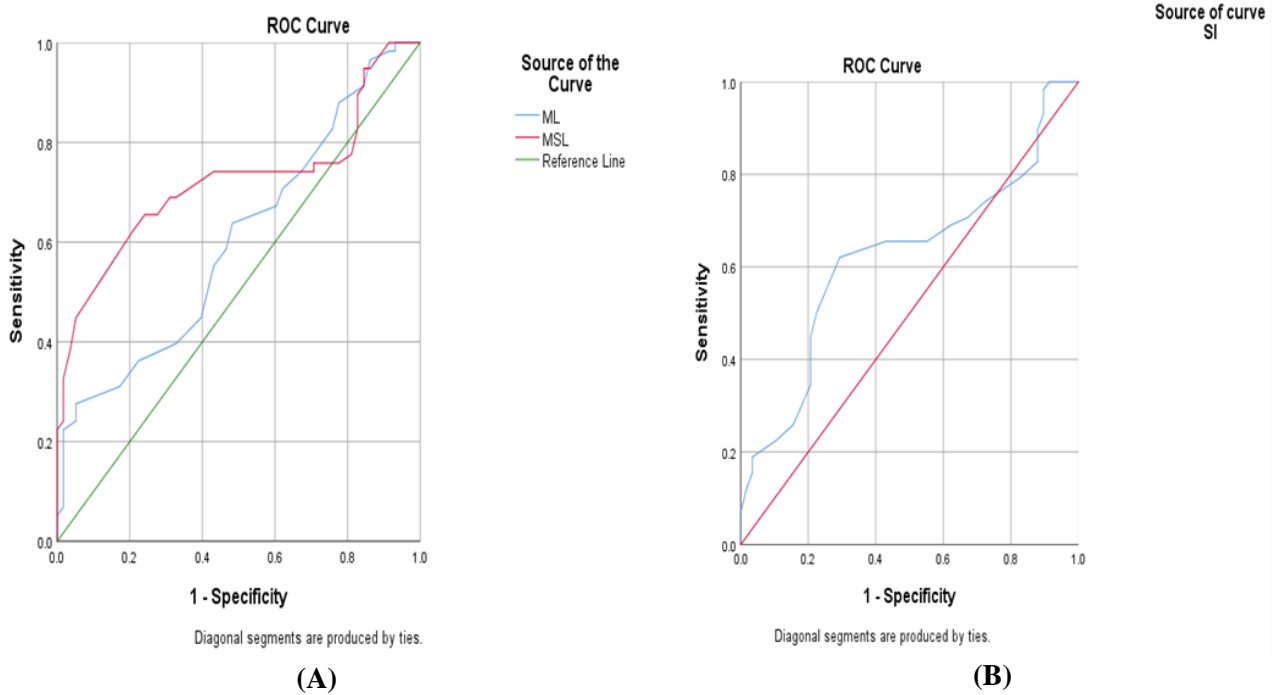 ROC Curve
Source of the
Curve
ML
MSL
Reference Line
Sensitivity
1.0
0.8
0.6
0.4
0.2
0.0
0.0 0.2 0.4 0.6 0.8 1.0
1 - Specificity
Diagonal segments are produced by ties.
(A)
Source of curve
SI
ROC Curve
Sensitivity
1.0
0.8
0.6
0.4
0.2
0.0
0.0 0.2 0.4 0.6 0.8 1.0
1 - Specificity
Diagonal segments are produced by ties.
(B)